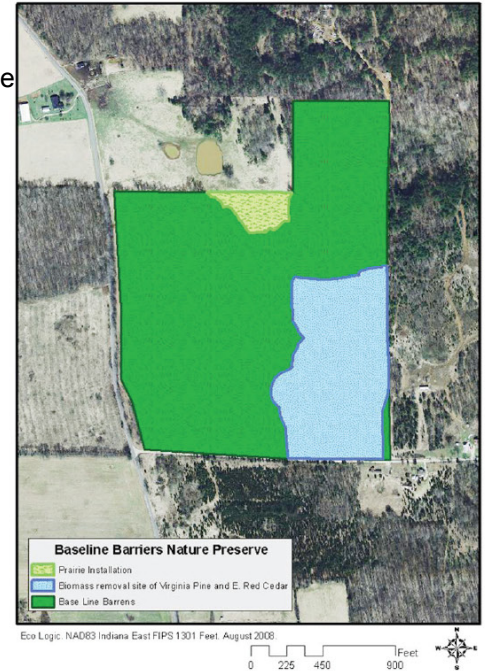 e
Baseline Barriers Nature Preserve
Prairie Installation
Biomass removal site of Virginia Pine and E. Red Cedar
Base Line Barrens
Eco Logic. NAD83 Indiana East FIPS 1301 Feet. August 2008.
Feet
0 225 450 900
N
W E
S